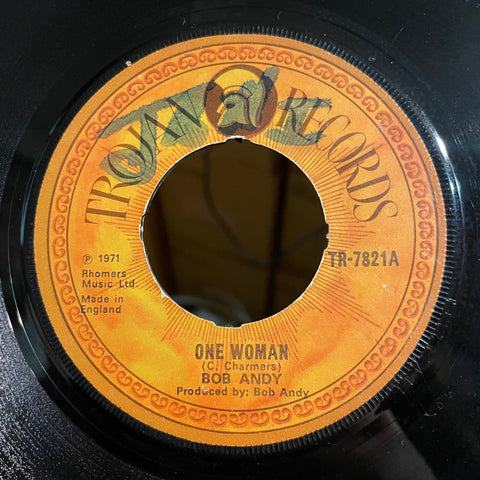 TROJAN RECORDS
℗ 1971
Rhomers
Music Ltd.
Made in
England
TR-7821A
ONE WOMAN
(C. Charmers)
BOB ANDY
Produced by: Bob Andy